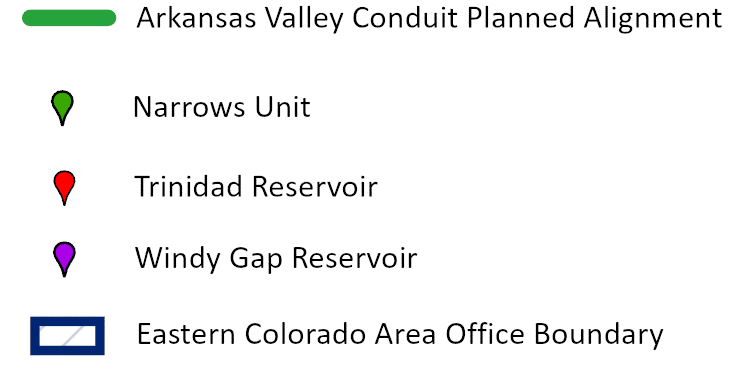 Arkansas Valley Conduit Planned Alignment
Narrows Unit
Trinidad Reservoir
Windy Gap Reservoir
Eastern Colorado Area Office Boundary